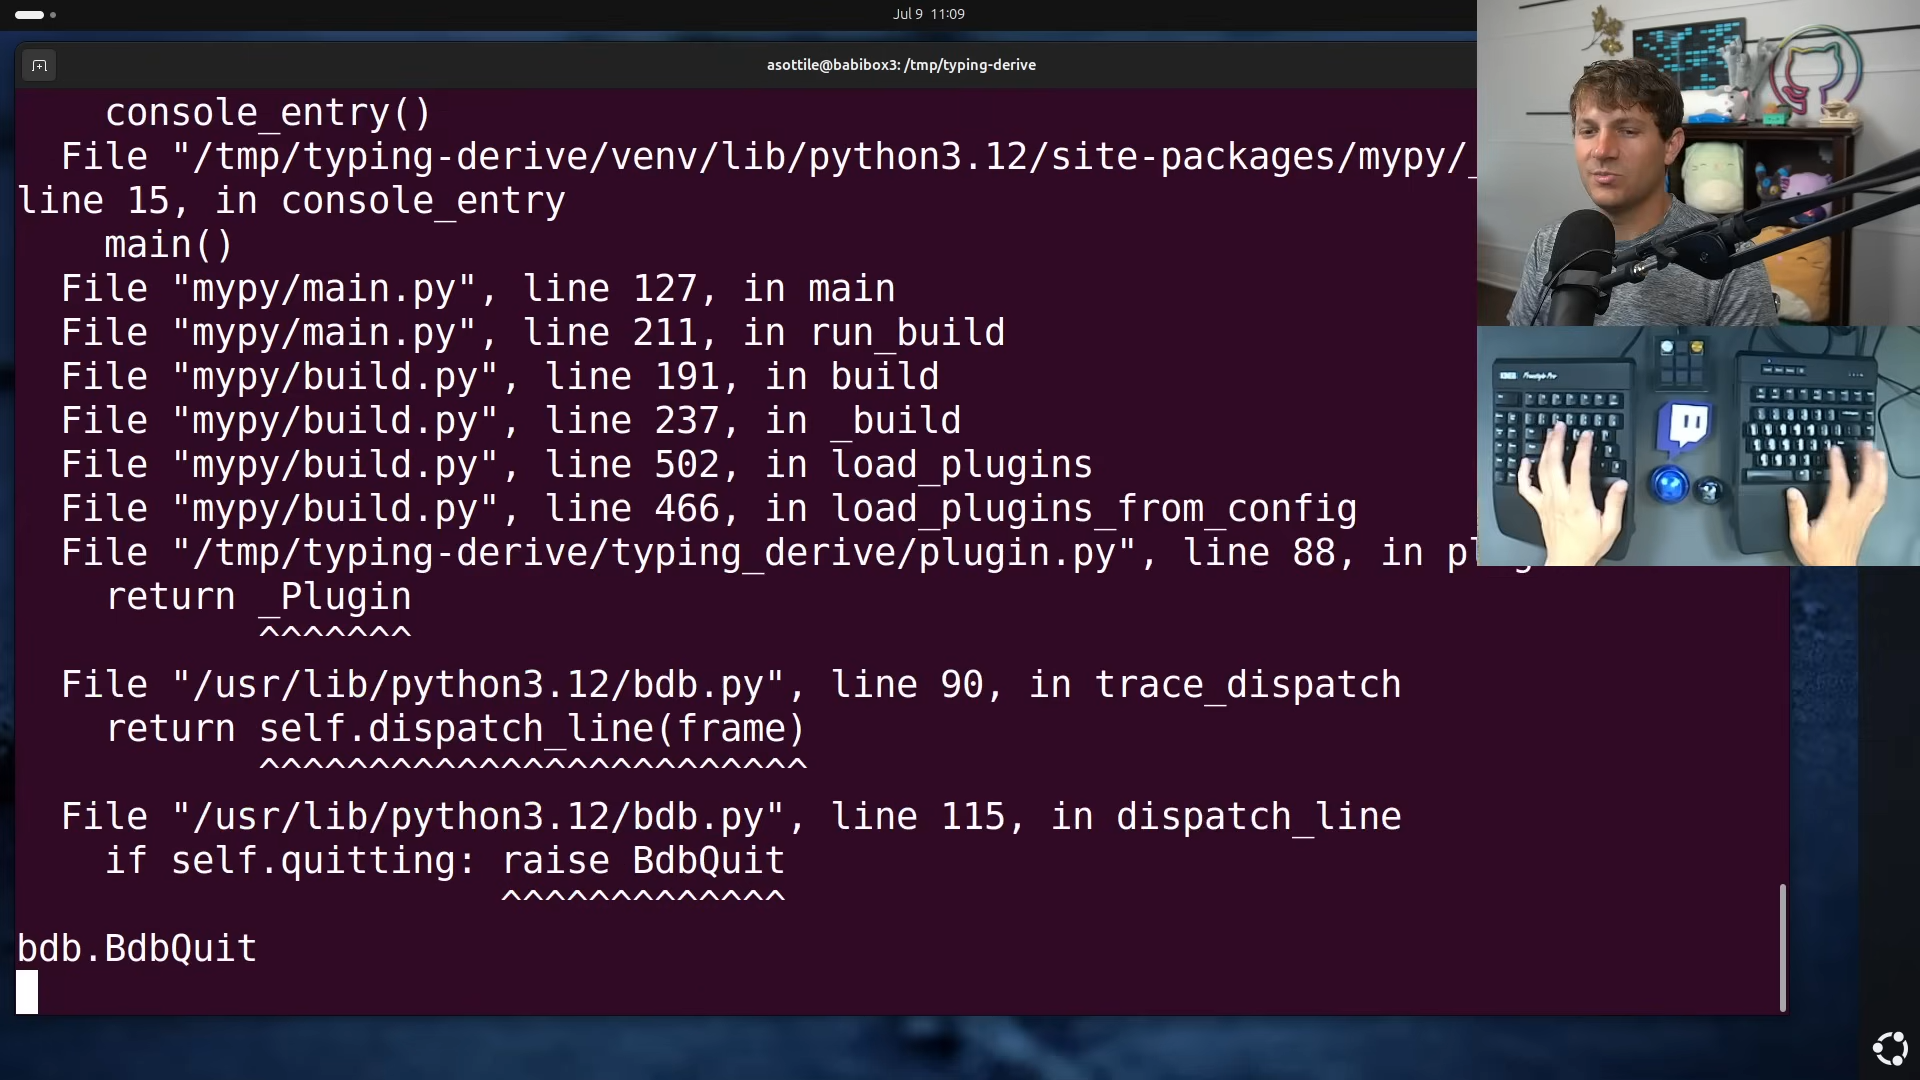 Jul 9 11:09
asottile@babibox3: /tmp/typing-derive
console_entry()
File "/tmp/typing-derive/venv/lib/python3.12/site-packages/mypy/_
line 15, in console_entry
main()
File "mypy/main.py", line 127, in main
File "mypy/main.py", line 211, in run_build
File "mypy/build.py", line 191, in build
File "mypy/build.py", line 237, in _build
File "mypy/build.py", line 502, in load_plugins
File "mypy/build.py", line 466, in load_plugins_from_config
File "/tmp/typing-derive/typing_derive/plugin.py", line 88, in
return _Plugin
^^^^^^^
File "/usr/lib/python3.12/bdb.py", line 90, in trace_dispatch
return self.dispatch_line(frame)
^^^^^^^^^^^^^^^^^^^^^^^^^
File "/usr/lib/python3.12/bdb.py", line 115, in dispatch_line
if self.quitting: raise BdbQuit
^^^^^^^^^^^^^
bdb.BdbQuit
Freestyle Pro